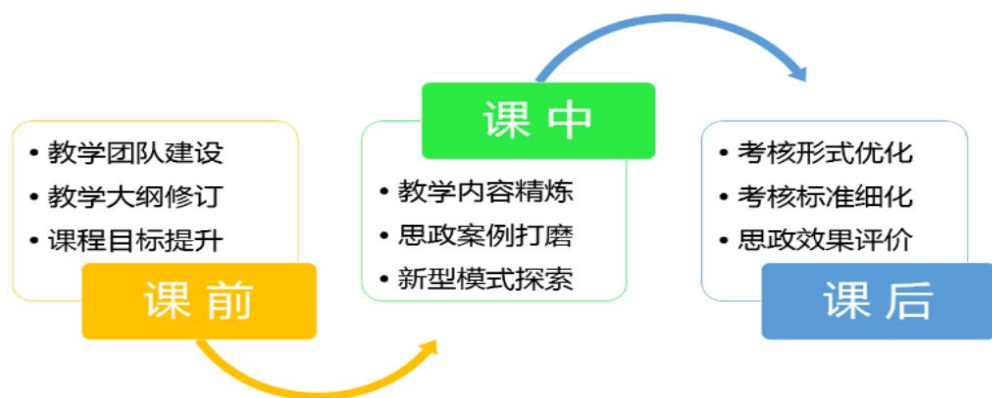 • 教学团队建设
• 教学大纲修订
• 课程目标提升
课前
课中
• 教学内容精炼
• 思政案例打磨
• 新型模式探索
• 考核形式优化
• 考核标准细化
• 思政效果评价
课后